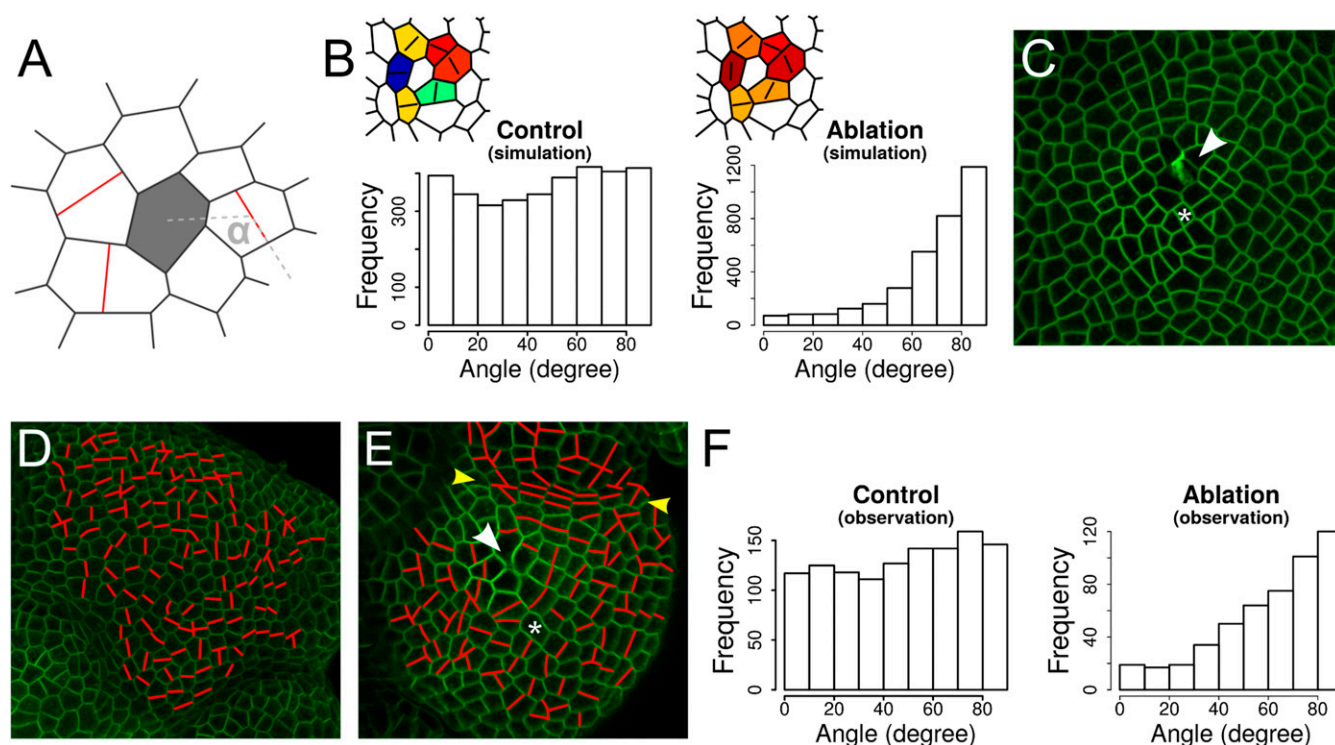 A
α
B
Control
(simulation)
Frequency
0
100
300
0
20
40
60
80
Angle (degree)
Ablation
(simulation)
Frequency
0
400
800
1200
0
20
40
60
80
Angle (degree)
C
*
D
E
*
F
Control
(observation)
Frequency
0
50
100
150
0
20
40
60
80
Angle (degree)
Ablation
(observation)
Frequency
0
40
80
120
0
20
40
60
80
Angle (degree)